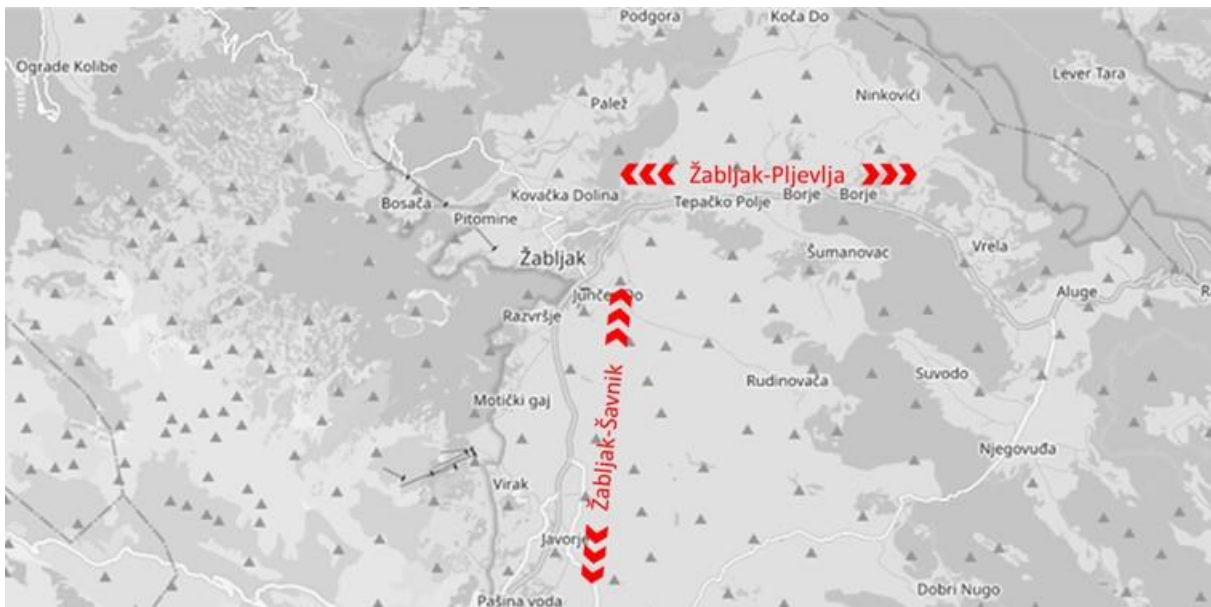 Podgora
Koča Do
Ograde Kolibe
Lever Tara
Ninkovići
Palež
Žabljak-Pljevlja
Kovačka Dolina
Bosača
Tepačko Polje
Borje
Borje
Pitomine
Žabljak
Šumanovac
Vrela
Aluge
Razvršje
Rudinovača
Suvodo
Žabljak-Šavnik
Motički gaj
Njegovuđa
Virak
Javorje
Dobri Nugo
Pašina voda